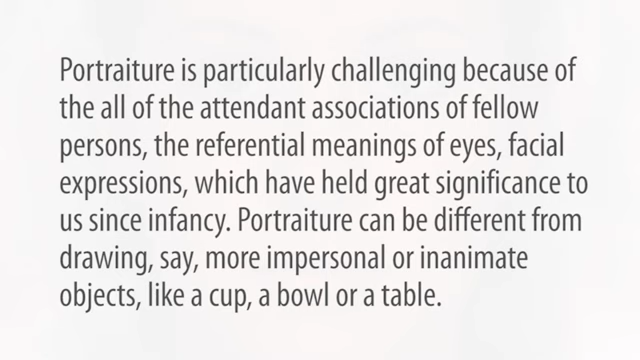 Portraiture is particularly challenging because of
the all of the attendant associations of fellow
persons, the referential meanings of eyes, facial
expressions, which have held great significance to
us since infancy. Portraiture can be different from
drawing, say, more impersonal or inanimate
objects, like a cup, a bowl or a table.